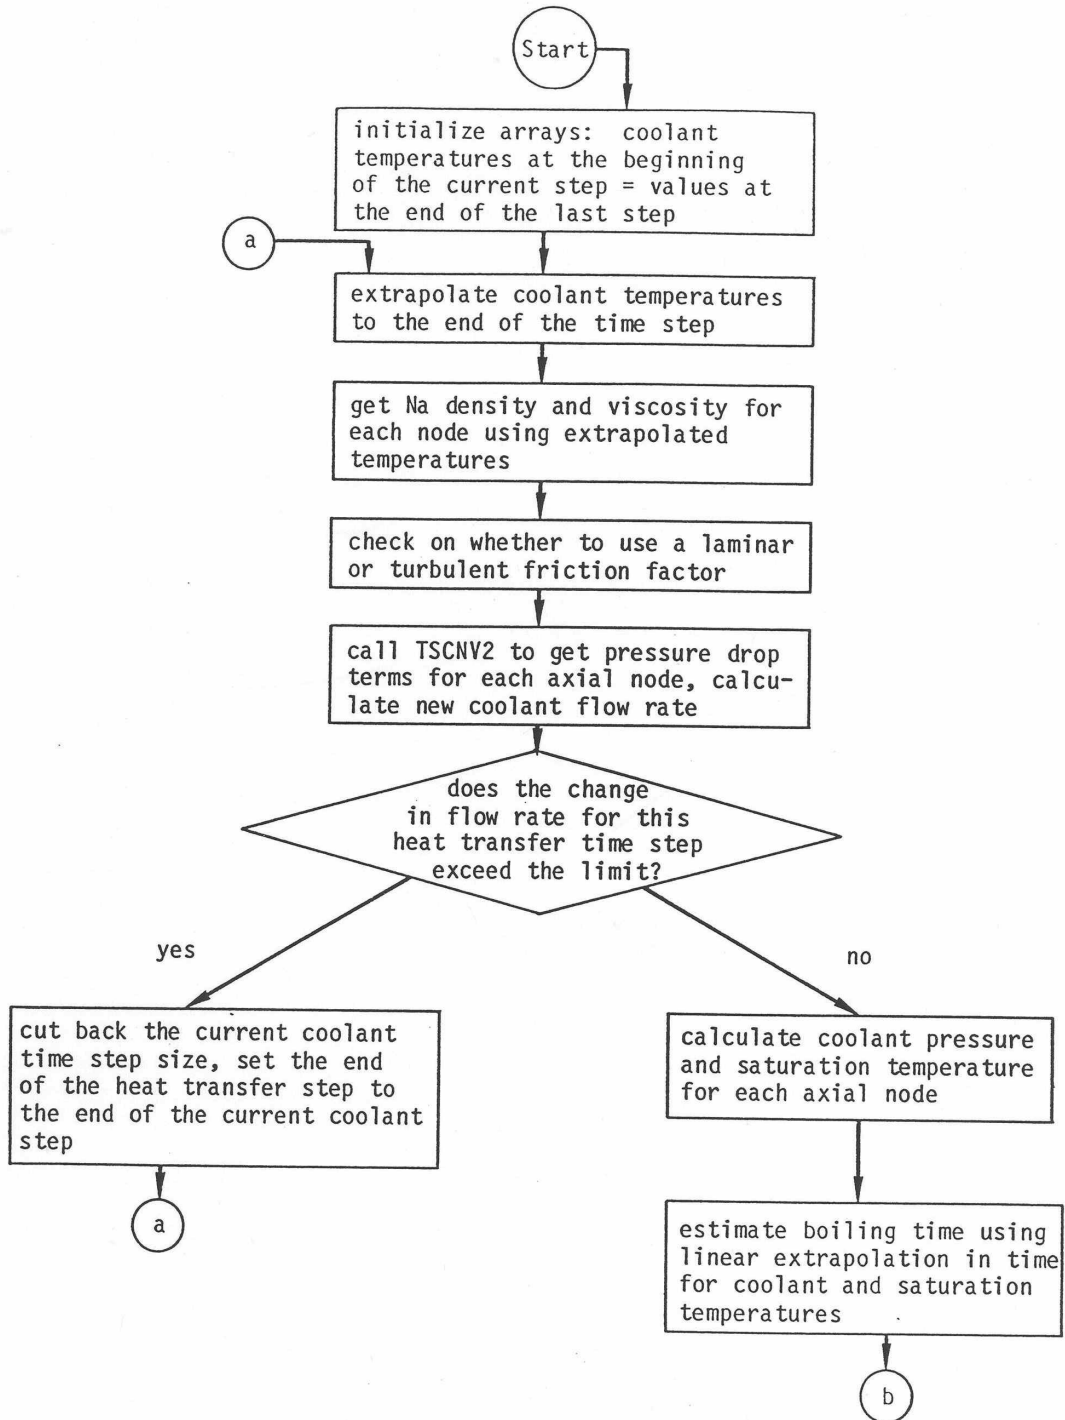 Start
initialize arrays: coolant
temperatures at the beginning
of the current step = values at
the end of the last step
a
extrapolate coolant temperatures
to the end of the time step
get Na density and viscosity for
each node using extrapolated
temperatures
check on whether to use a laminar
or turbulent friction factor
call TSCNV2 to get pressure drop
terms for each axial node, calcu-
late new coolant flow rate
does the change
in flow rate for this
heat transfer time step
exceed the limit?
yes
no
cut back the current coolant
time step size, set the end
of the heat transfer step to
the end of the current coolant
step
a
calculate coolant pressure
and saturation temperature
for each axial node
estimate boiling time using
linear extrapolation in time
for coolant and saturation
temperatures
b